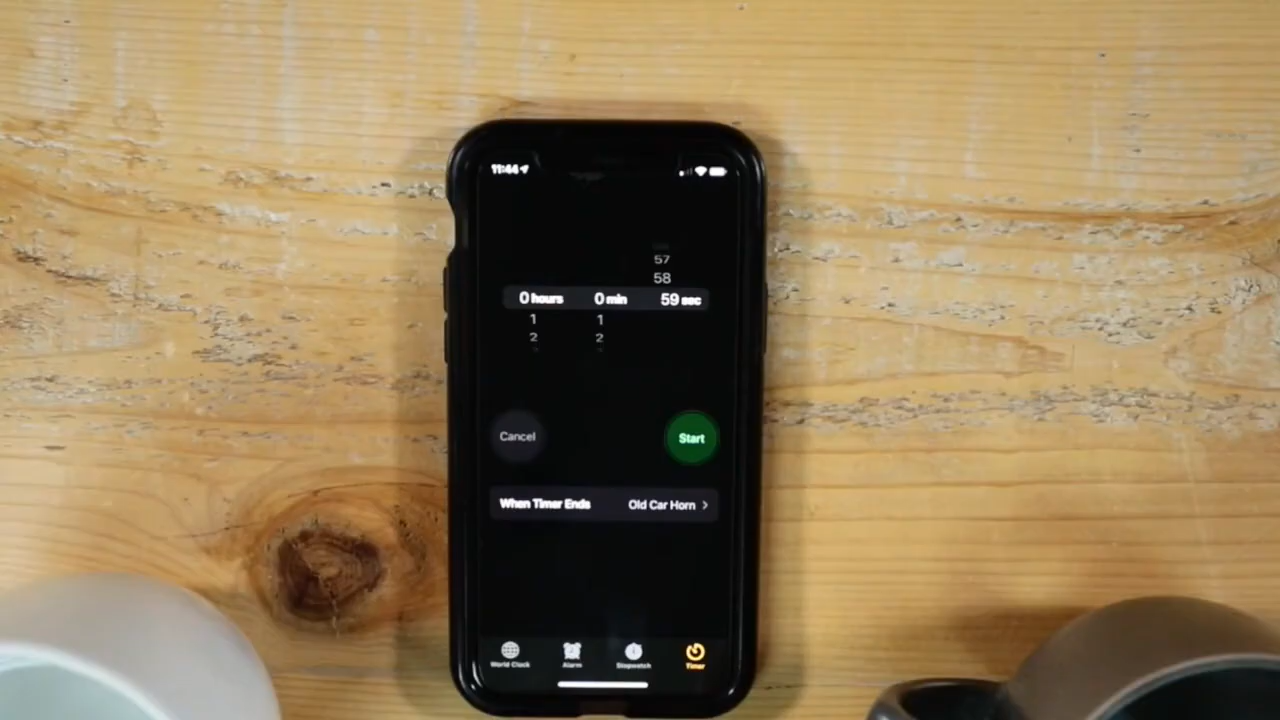 11:44
57
58
0 hours 0 min 59 sec
1 1
2 2
Cancel Start
When Timer Ends Old Car Horn
World Clock Alarm Stopwatch Timer